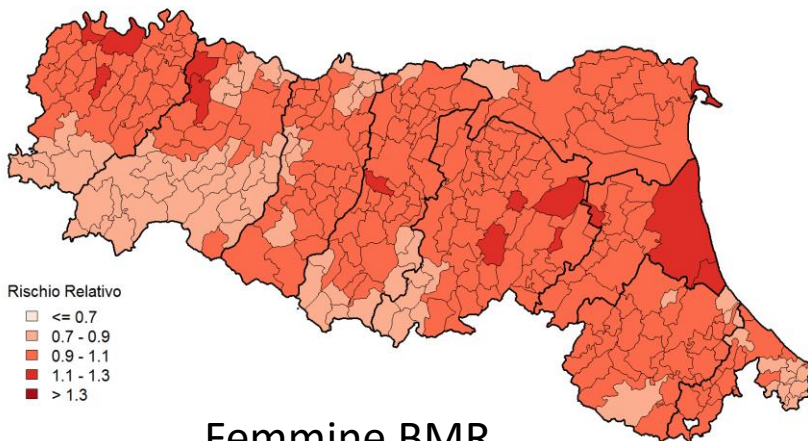 Rischio Relativo
<= 0.7
0.7 - 0.9
0.9 - 1.1
1.1 - 1.3
> 1.3
Femmine BMR